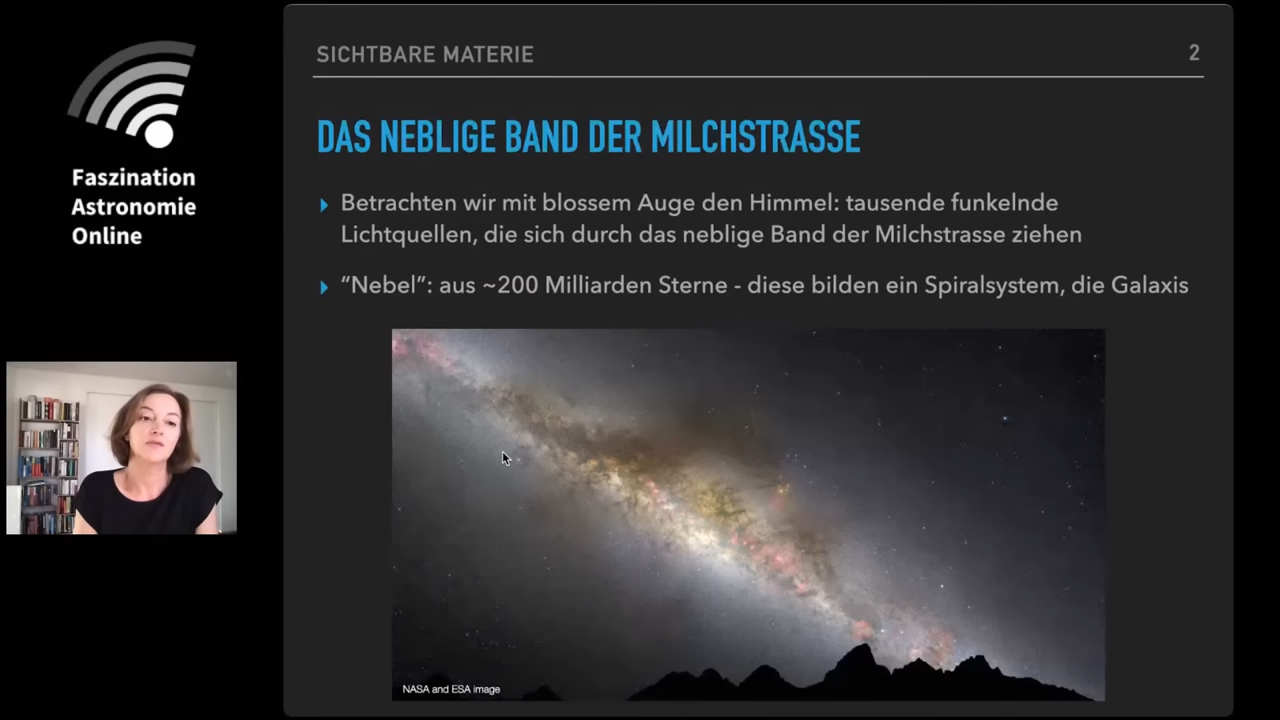 Faszination
Astronomie
Online
SICHTBARE MATERIE
2
DAS NEBLIGE BAND DER MILCHSTRASSE
Betrachten wir mit blossem Auge den Himmel: tausende funkelnde
Lichtquellen, die sich durch das neblige Band der Milchstrasse ziehen
“Nebel”: aus ~200 Milliarden Sterne - diese bilden ein Spiralsystem, die Galaxis
NASA and ESA image